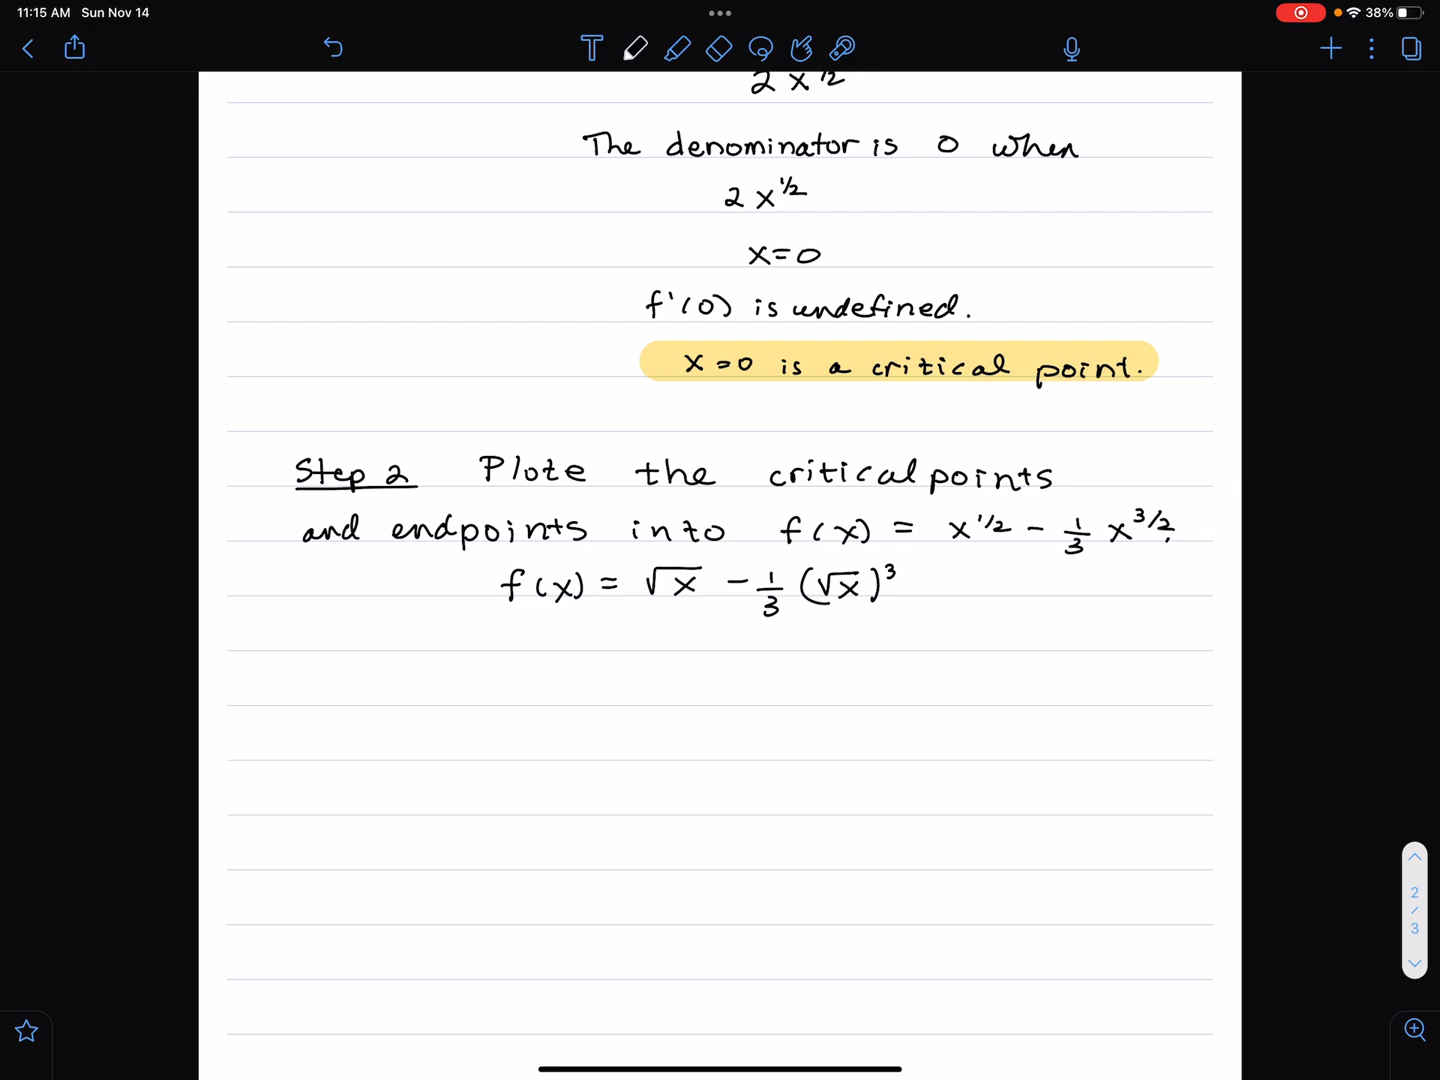 11:15 AM Sun Nov 14
38%
T
2 x^1/2
The denominator is 0 when
2 x^1/2
x=0
f'(0) is undefined.
x=0 is a critical point.
Step 2 Plote the critical points
and endpoints into f(x) = x^1/2 - 1/3 x^3/2.
f(x) = √x - 1/3 (√x)^3
2
/
3